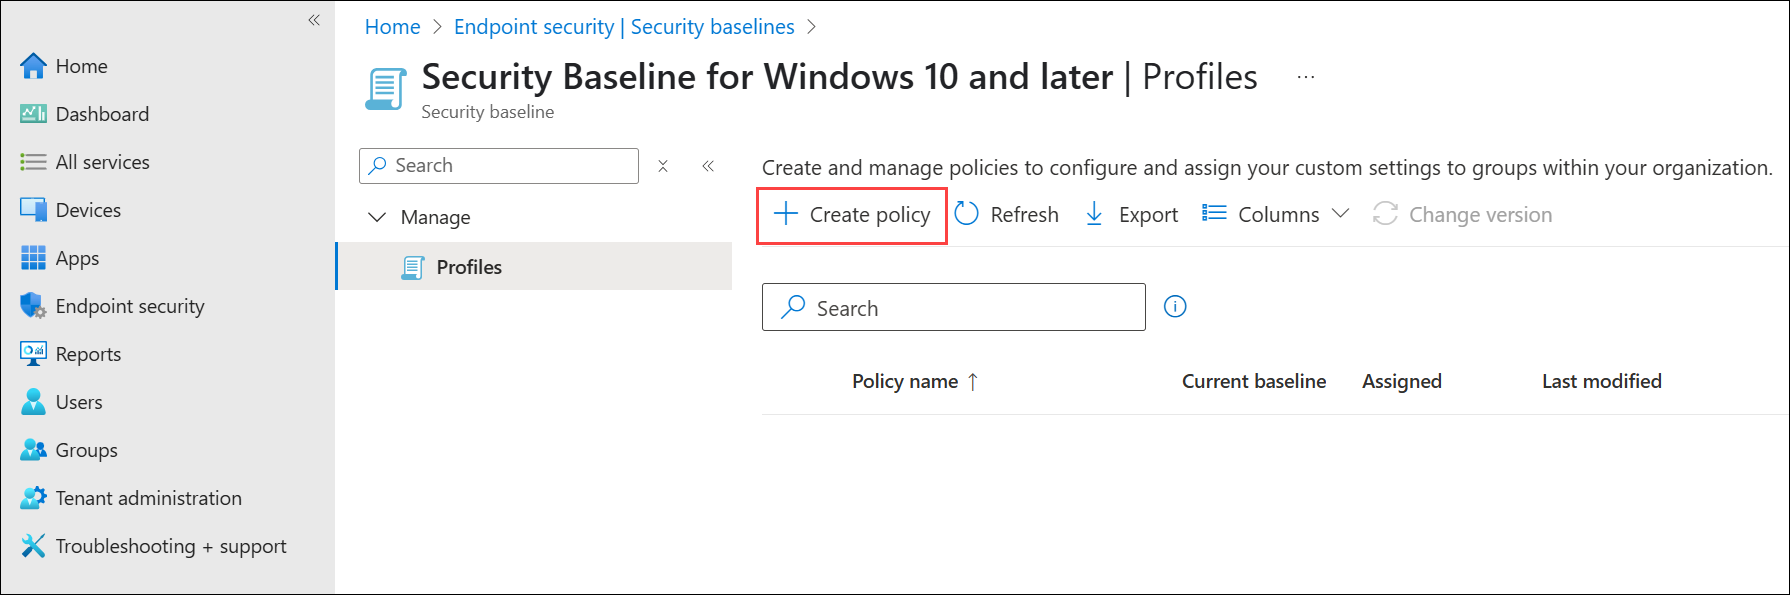 Home
Dashboard
All services
Devices
Apps
Endpoint security
Reports
Users
Groups
Tenant administration
Troubleshooting + support
Home > Endpoint security | Security baselines >
Security Baseline for Windows 10 and later | Profiles ...
Security baseline
Search
Manage
Profiles
Create and manage policies to configure and assign your custom settings to groups within your organization.
Create policy Refresh Export Columns Change version
Search
Policy name ↑ Current baseline Assigned Last modified